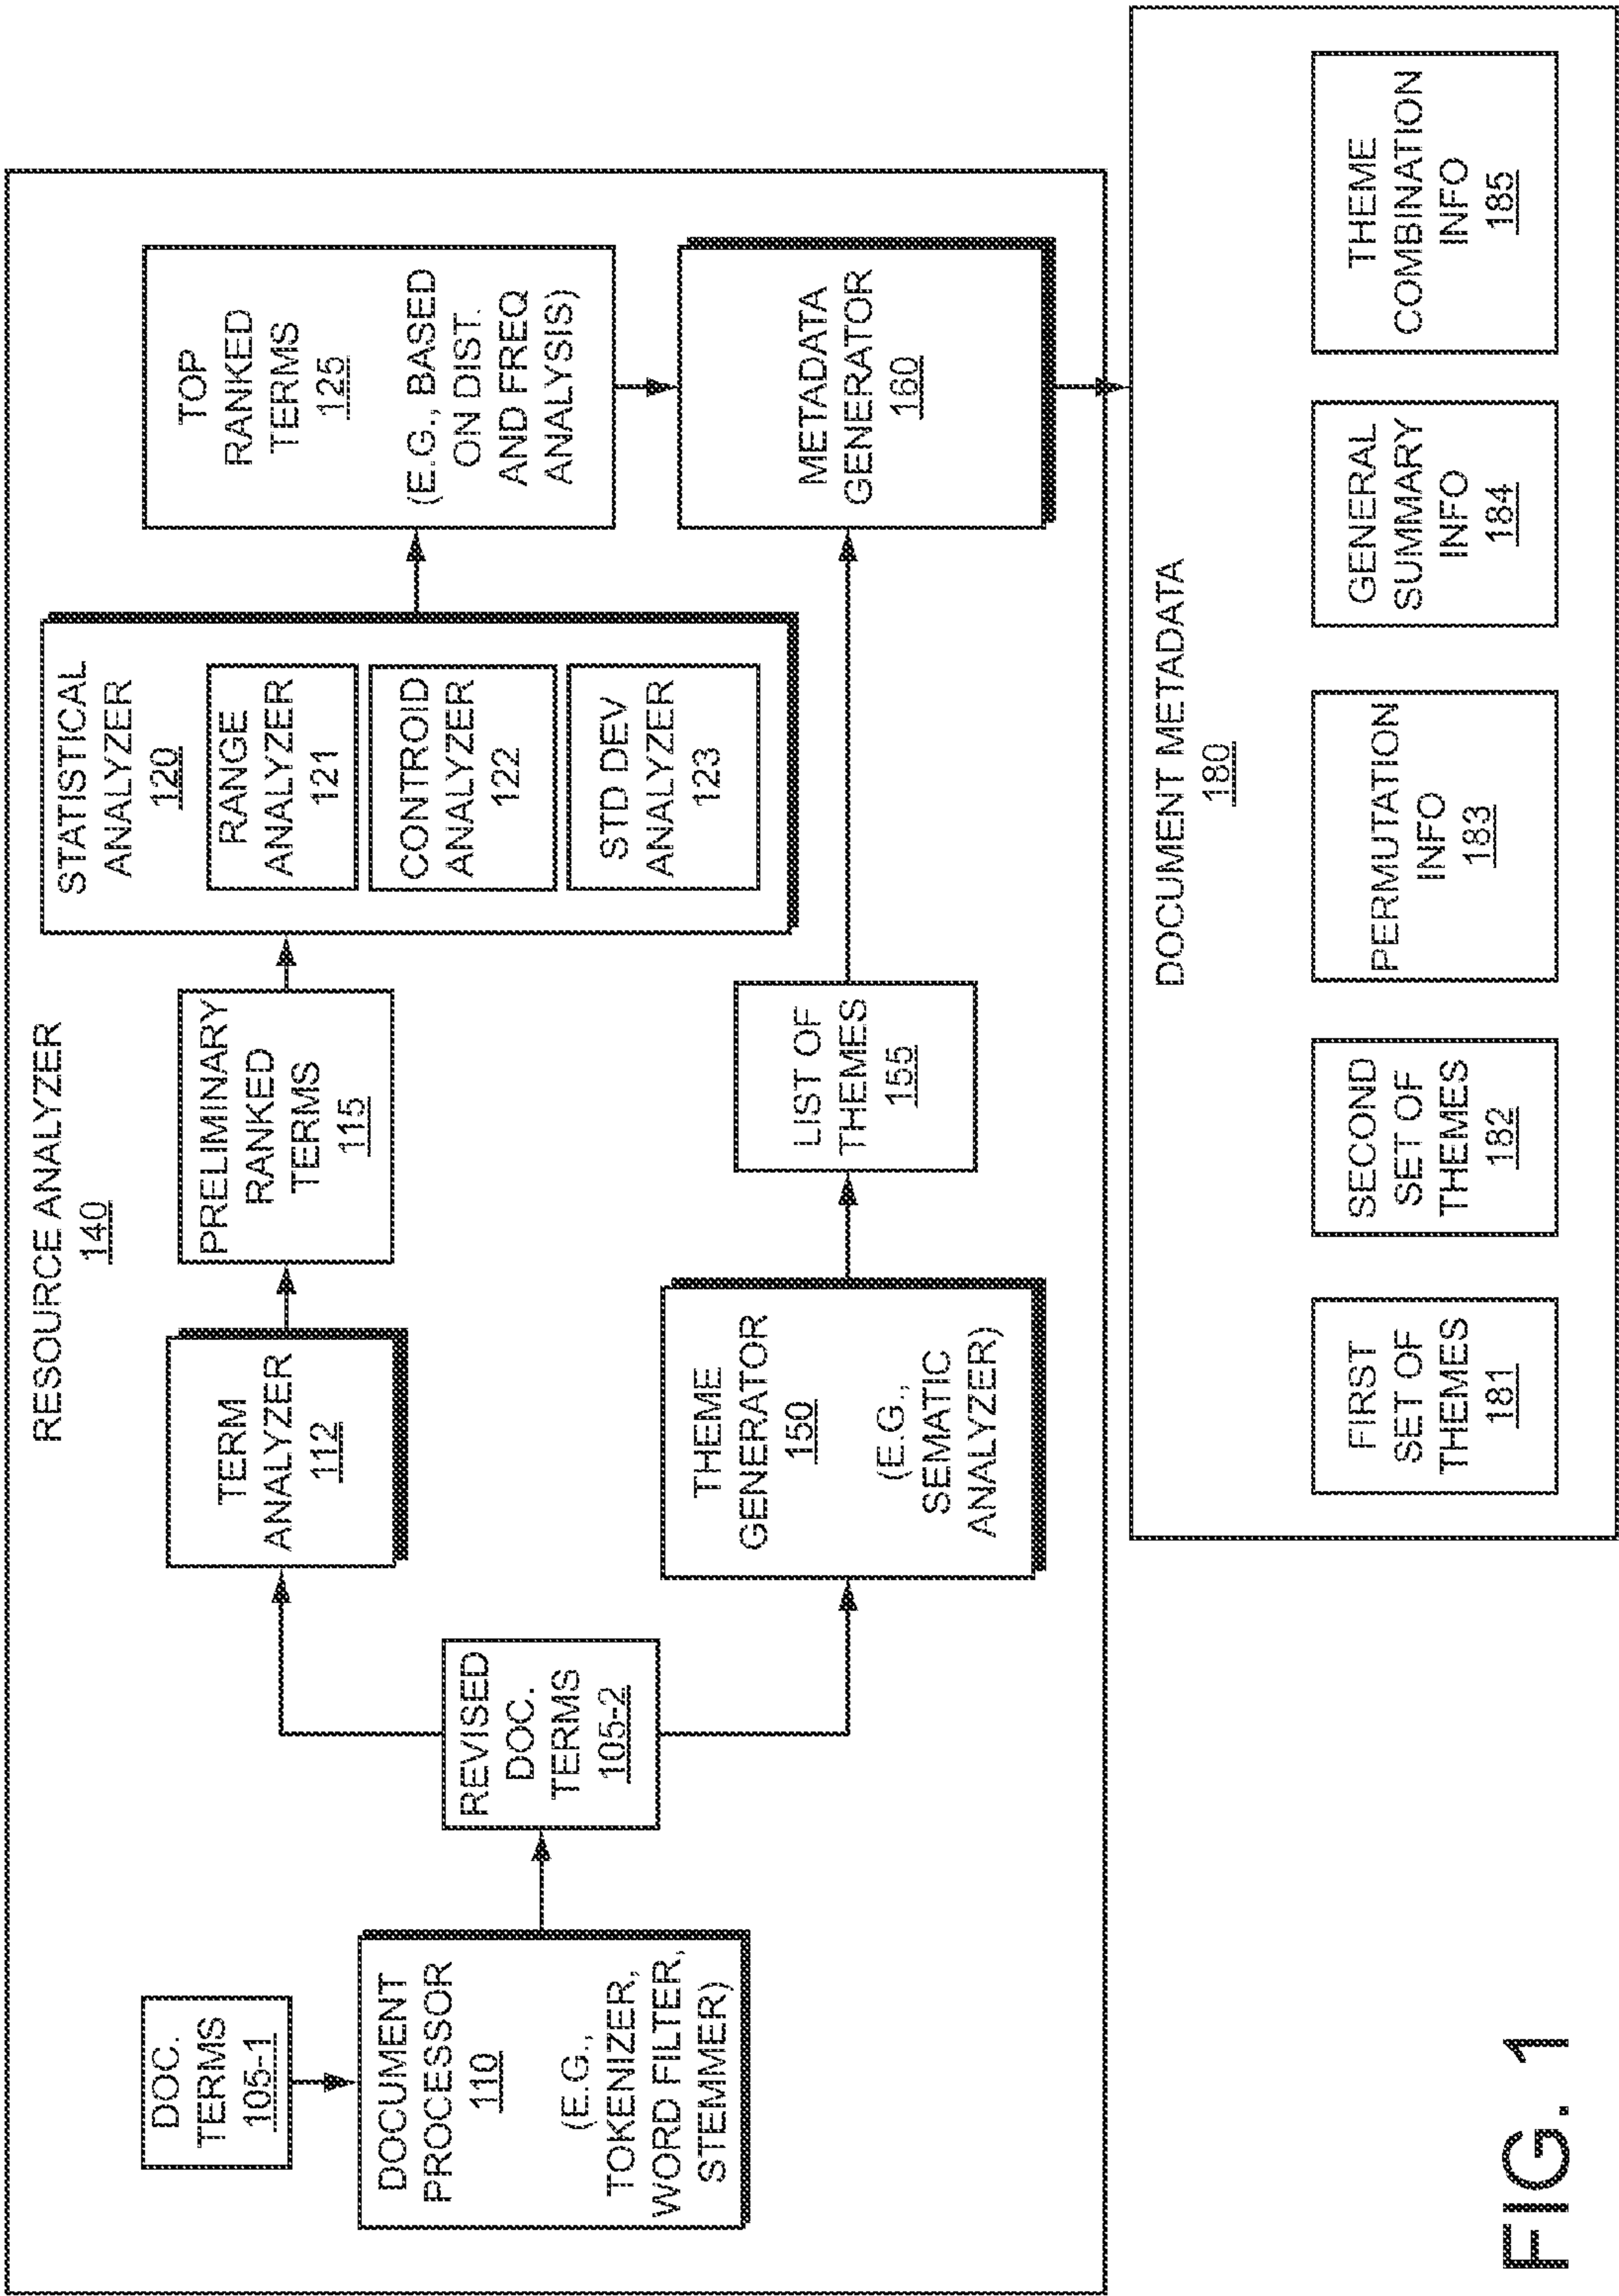 RESOURCE ANALYZER
140
DOC.
TERMS
105-1
DOCUMENT
PROCESSOR
110
(E.G.,
TOKENIZER,
WORD FILTER,
STEMMER)
REVISED
DOC.
TERMS
105-2
TERM
ANALYZER
112
PRELIMINARY
RANKED
TERMS
115
STATISTICAL
ANALYZER
120
RANGE
ANALYZER
121
CONTROID
ANALYZER
122
STD DEV
ANALYZER
123
TOP
RANKED
TERMS
125
(E.G., BASED
ON DIST.
AND FREQ
ANALYSIS)
THEME
GENERATOR
150
(E.G.,
SEMATIC
ANALYZER)
LIST OF
THEMES
155
METADATA
GENERATOR
160
DOCUMENT METADATA
180
FIRST
SET OF
THEMES
181
SECOND
SET OF
THEMES
182
PERMUTATION
INFO
183
GENERAL
SUMMARY
INFO
184
THEME
COMBINATION
INFO
185
FIG. 1